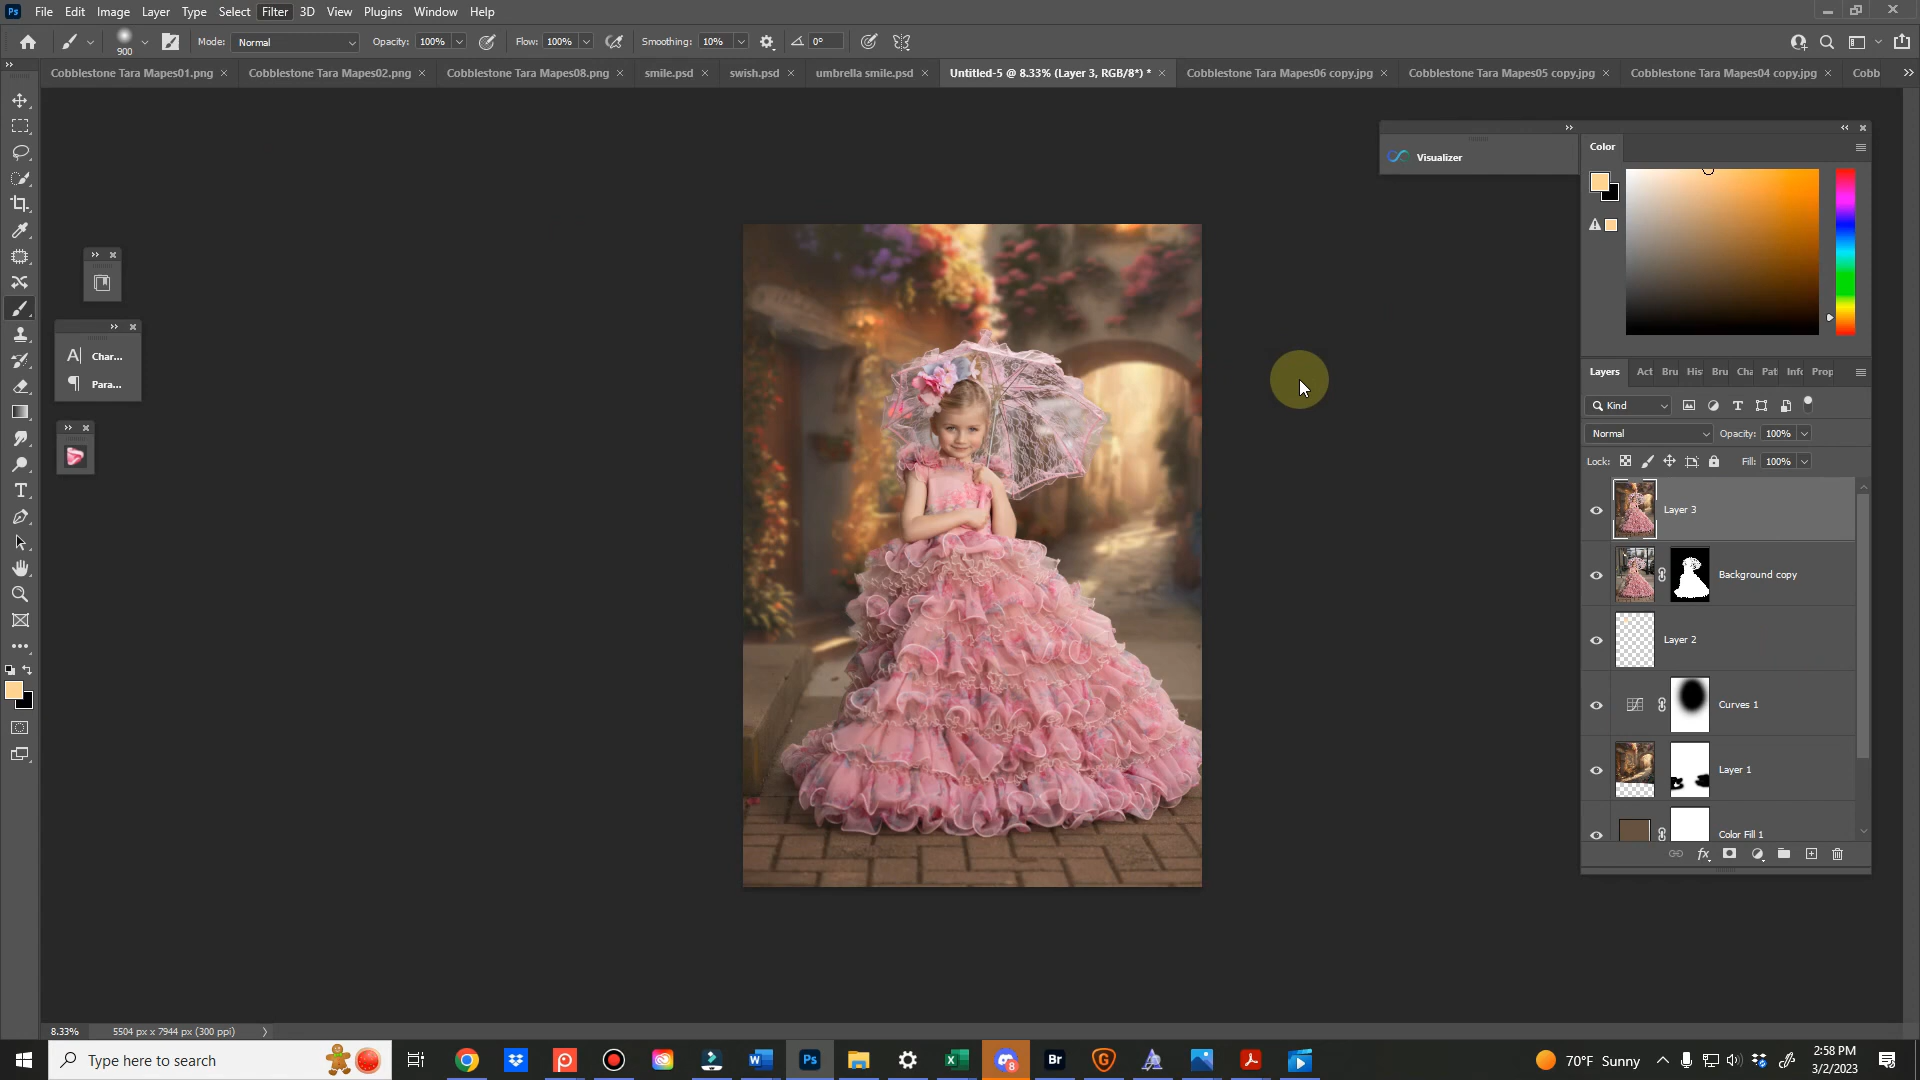 Ps File Edit Image Layer Type Select Filter 3D View Plugins Window Help
900 Mode: Normal Opacity: 100% Flow: 100% Smoothing: 10% 0°
Cobblestone Tara Mapes01.png × Cobblestone Tara Mapes02.png × Cobblestone Tara Mapes08.png × smile.psd × swish.psd × umbrella smile.psd × Untitled-5 @ 8.33% (Layer 3, RGB/8*) * × Cobblestone Tara Mapes06 copy.jpg × Cobblestone Tara Mapes05 copy.jpg × Cobblestone Tara Mapes04 copy.jpg × Cobb
Visualizer
Color
Char...
Para...
Layers Act Bru His Bru Cha Pat Info Prop
Kind
Normal Opacity: 100%
Lock: Fill: 100%
Layer 3
Background copy
Layer 2
Curves 1
Layer 1
Color Fill 1
8.33% 5504 px x 7944 px (300 ppi)
Type here to search
70°F Sunny
2:58 PM
3/2/2023